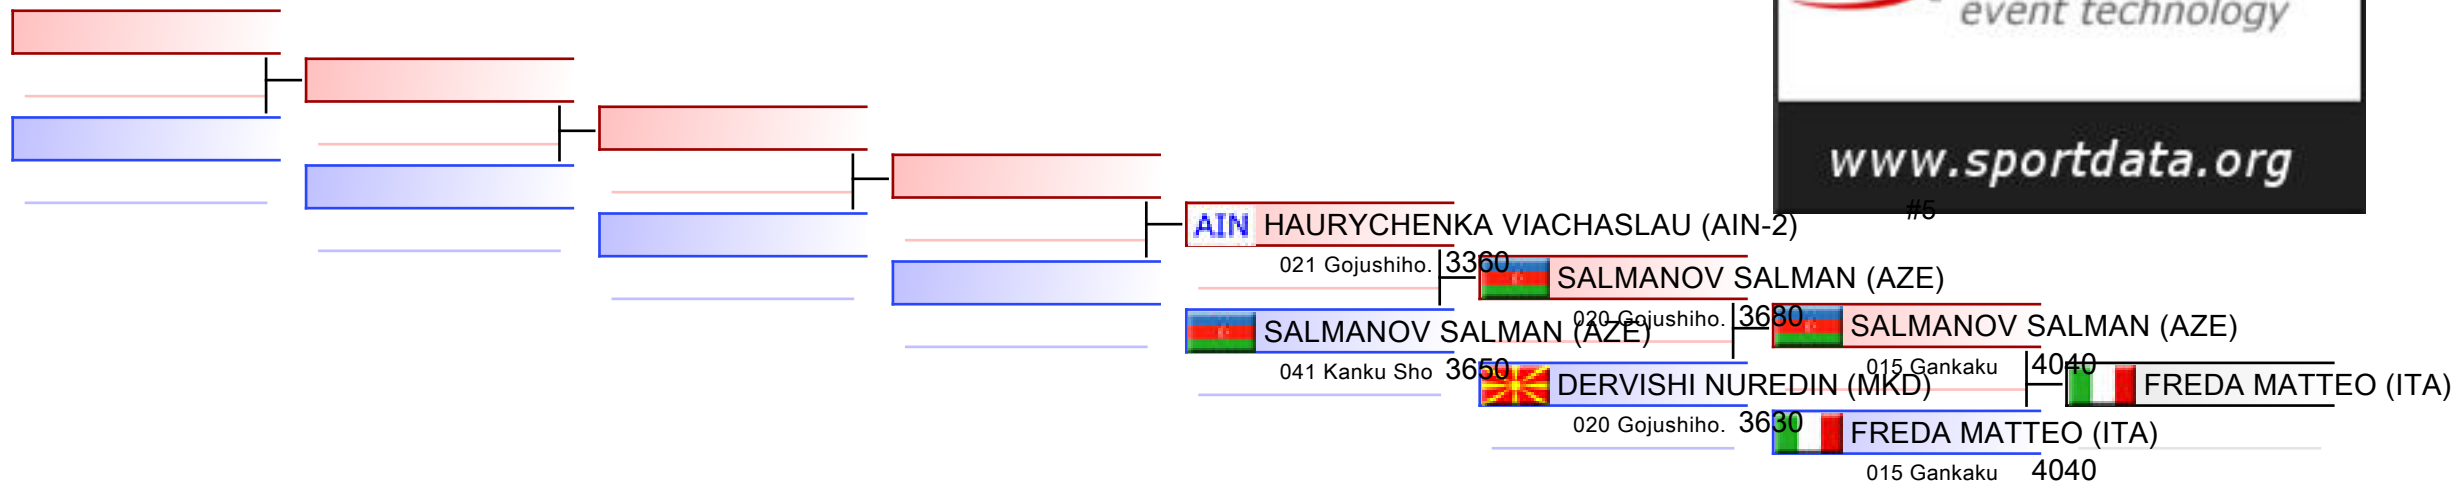 event technology
www.sportdata.org
#5
AIN HAURYCHENKA VIACHASLAU (AIN-2)
021 Gojushiho. 3360
SALMANOV SALMAN (AZE)
020 Gojushiho. 3680
SALMANOV SALMAN (AZE)
SALMANOV SALMAN (AZE)
015 Gankaku 4040
041 Kanku Sho 3650
DERVISHI NUREDIN (MKD)
FREDA MATTEO (ITA)
020 Gojushiho. 3630
FREDA MATTEO (ITA)
015 Gankaku 4040